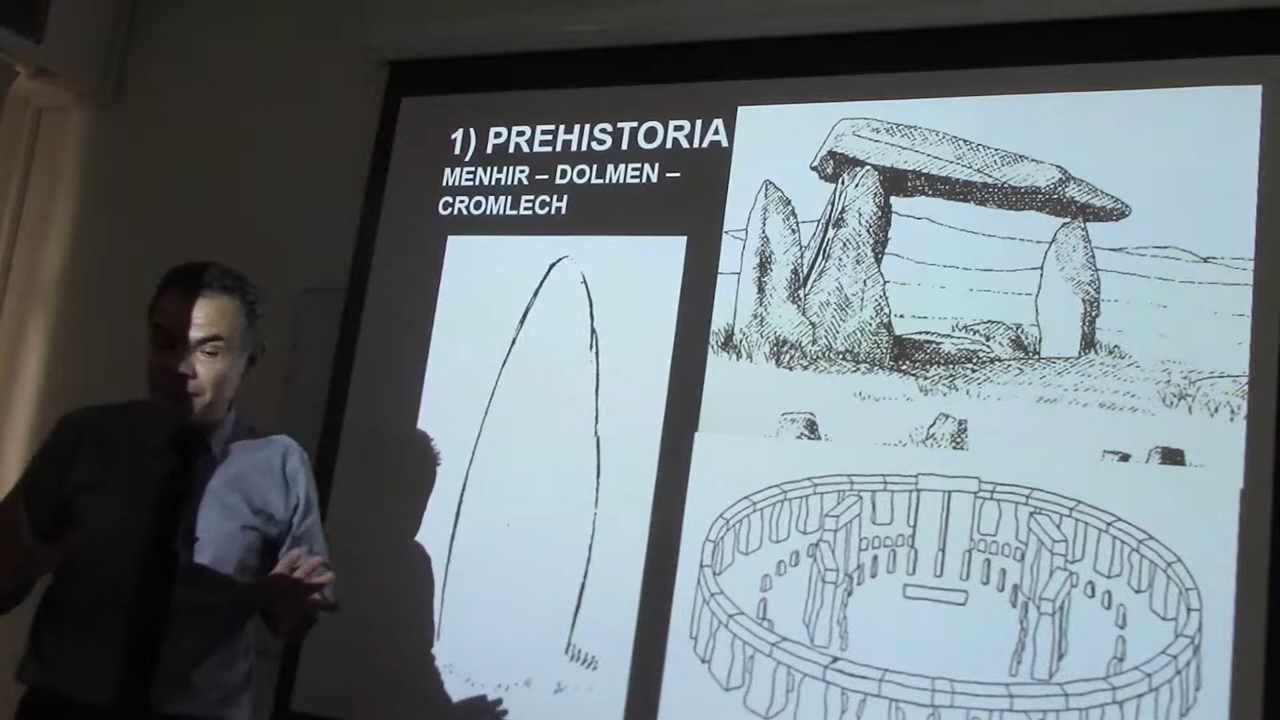 1) PREHISTORIA
MENHIR – DOLMEN –
CROMLECH